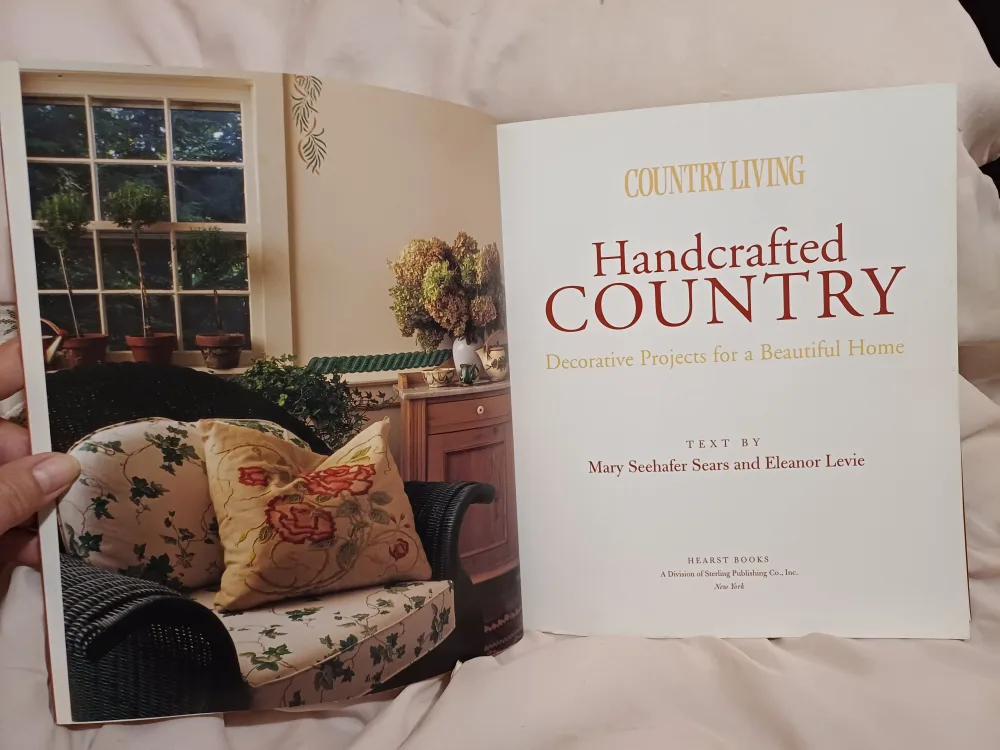 COUNTRY LIVING
Handcrafted
COUNTRY
Decorative Projects for a Beautiful Home
TEXT BY
Mary Seehafer Sears and Eleanor Levie
HEARST BOOKS
A Division of Sterling Publishing Co., Inc.
New York